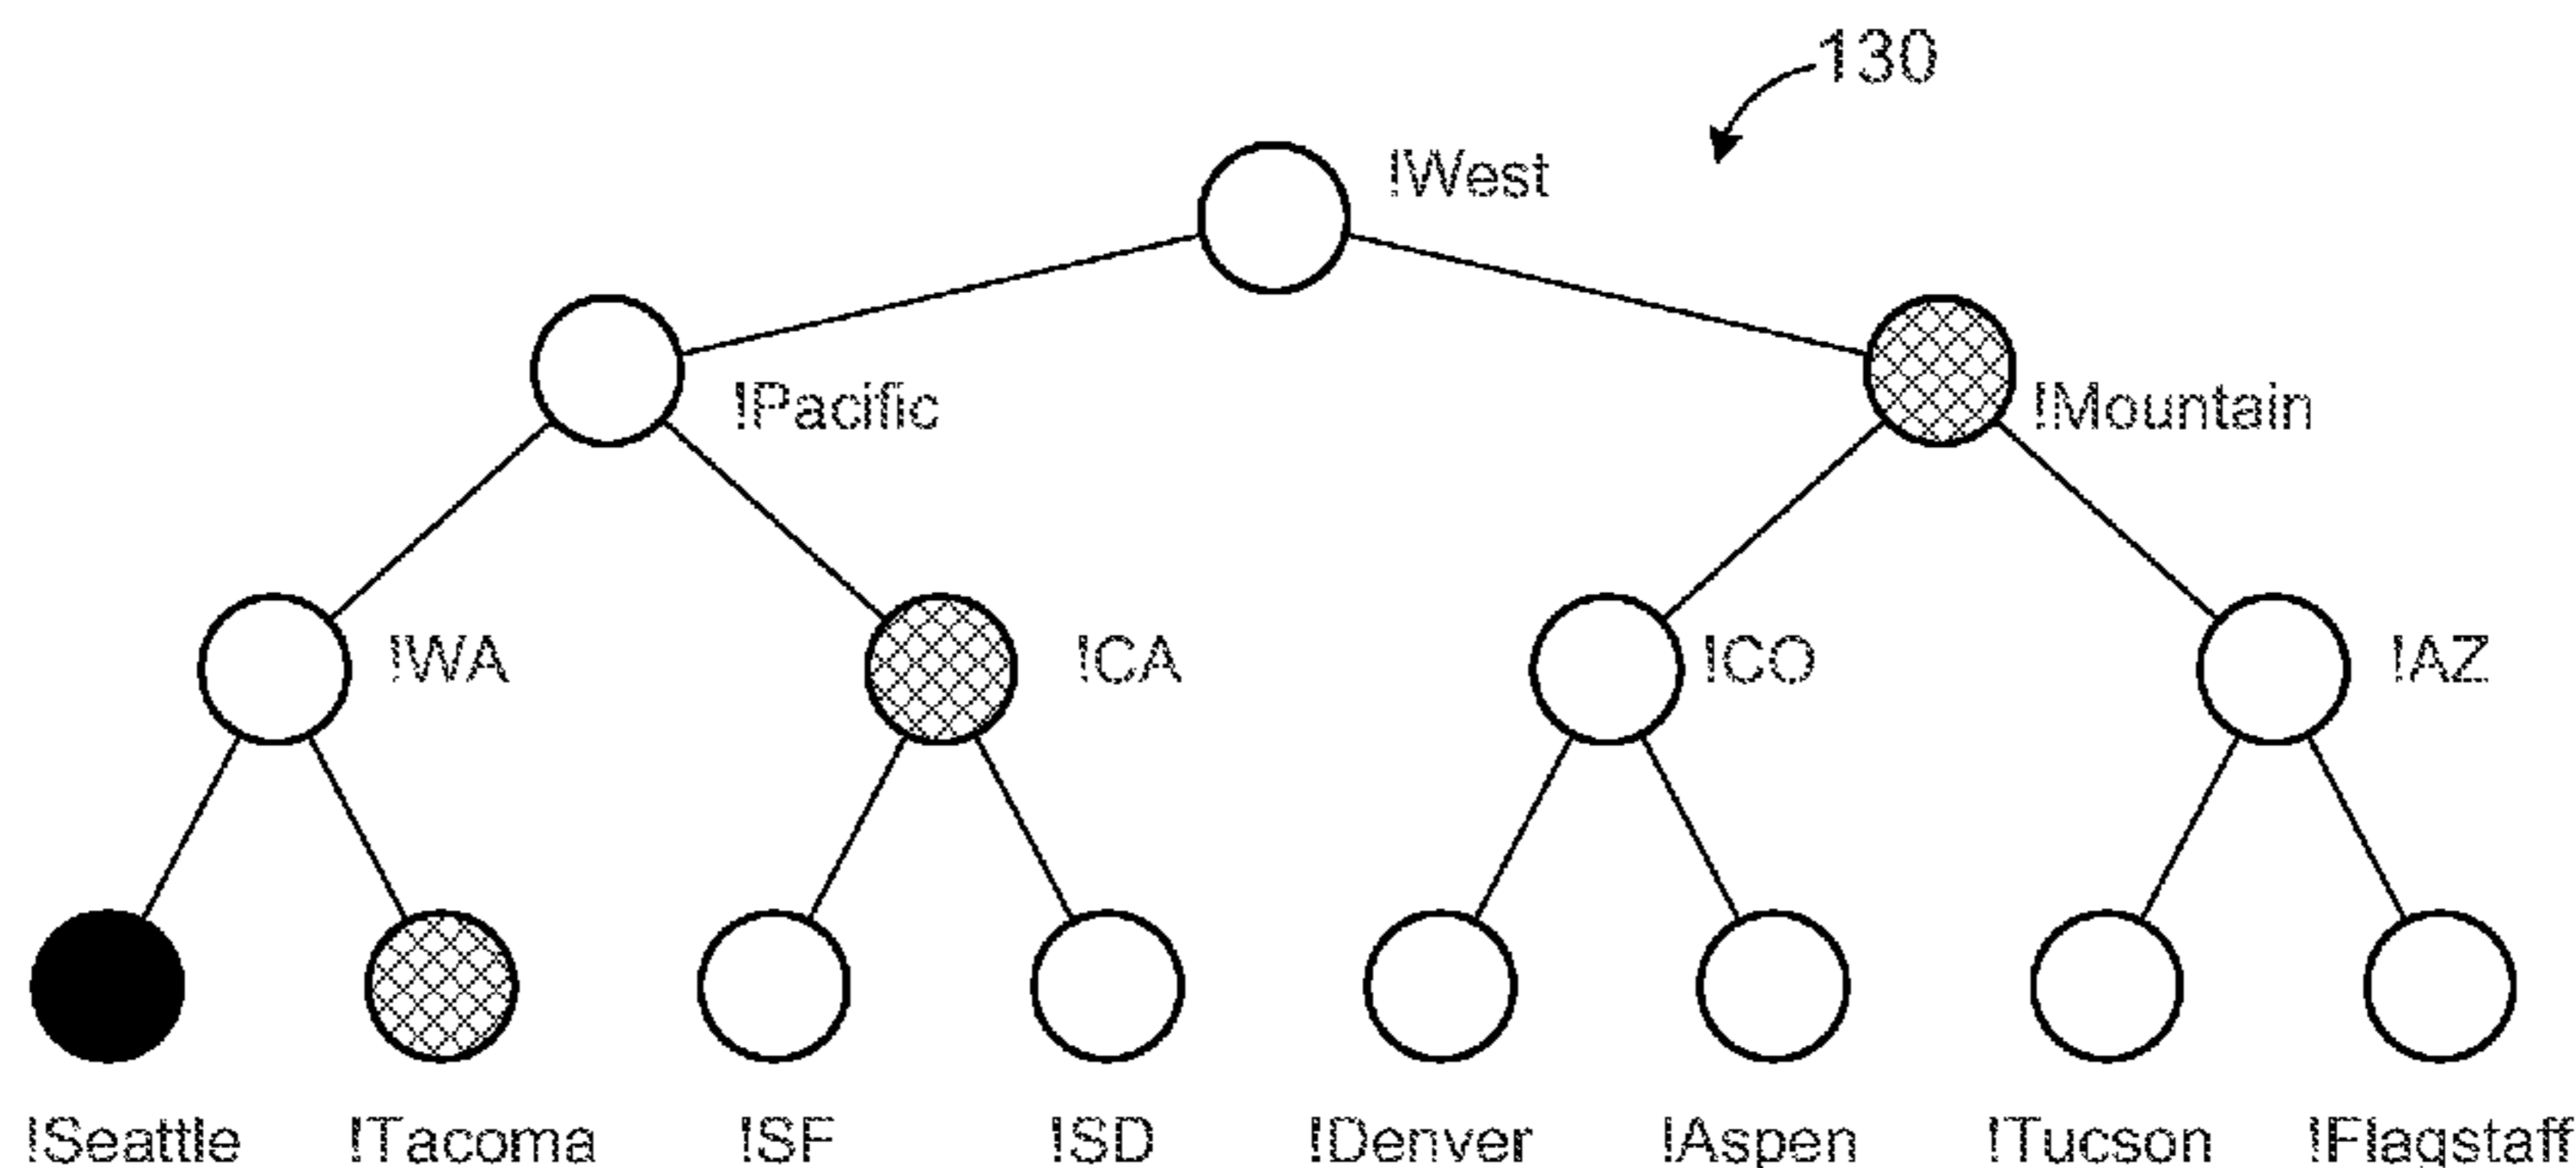 130
!West
!Pacific
!Mountain
!WA
!CA
!CO
!AZ
!Seattle
!Tacoma
!SF
!SD
!Denver
!Aspen
!Tucson
!Flagstaff